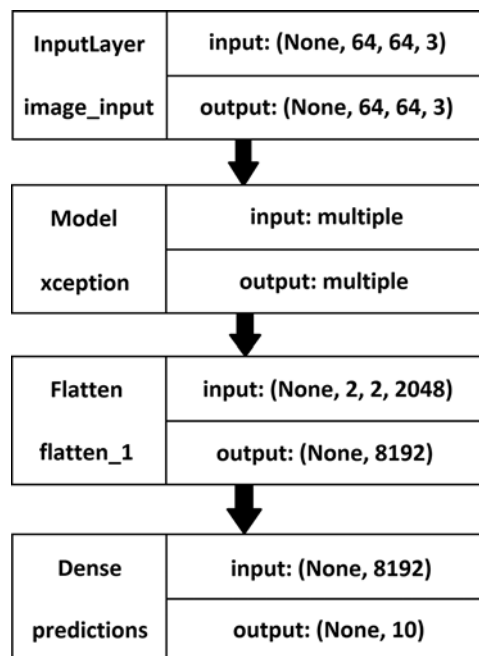 InputLayer
image_input
input: (None, 64, 64, 3)
output: (None, 64, 64, 3)
Model
xception
input: multiple
output: multiple
Flatten
flatten_1
input: (None, 2, 2, 2048)
output: (None, 8192)
Dense
predictions
input: (None, 8192)
output: (None, 10)